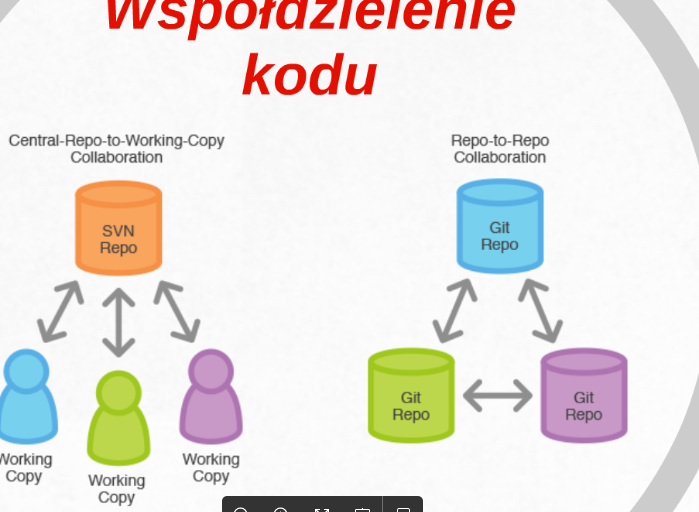 Współdzielenie
kodu
Central-Repo-to-Working-Copy
Collaboration
Repo-to-Repo
Collaboration
SVN
Repo
Git
Repo
Git
Repo
Git
Repo
Working
Copy
Working
Copy
Working
Copy